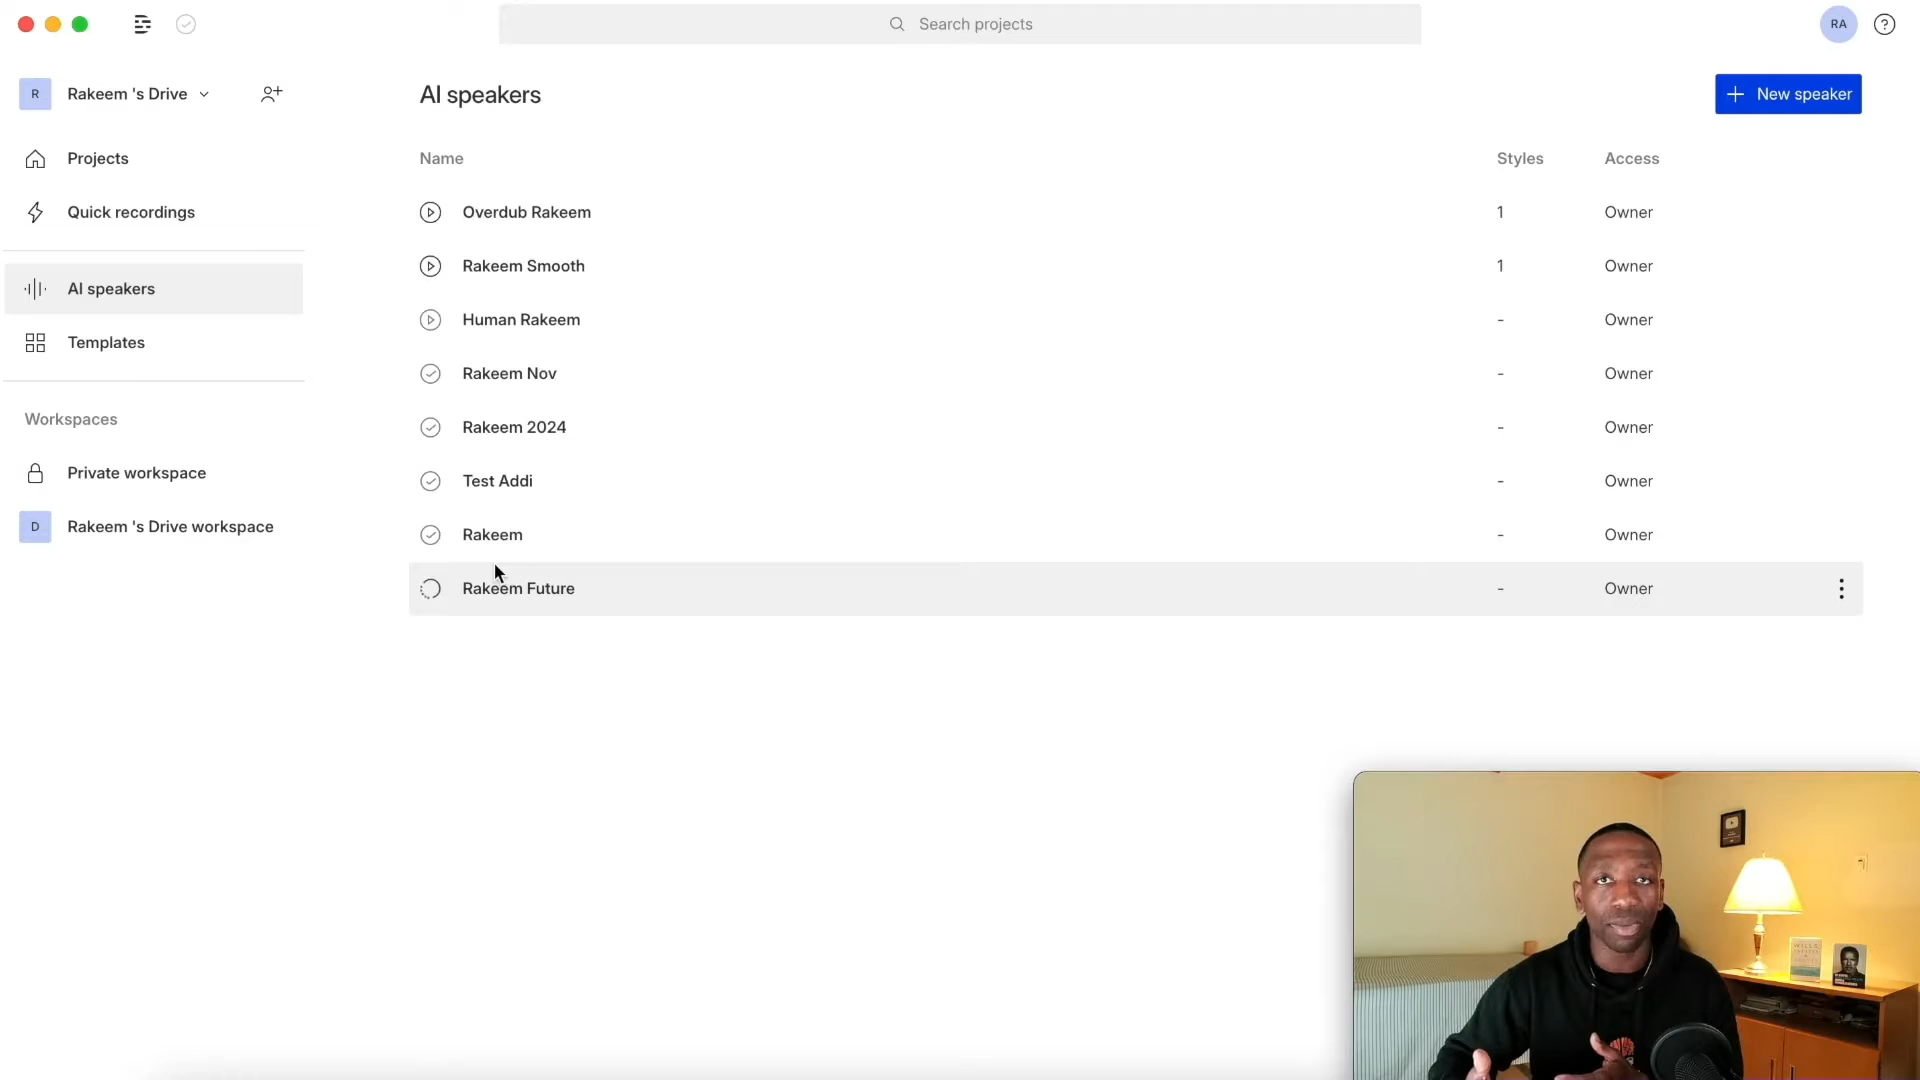 Search projects
RA
R
Rakeem 's Drive
AI speakers
New speaker
Projects
Name
Styles
Access
Quick recordings
Overdub Rakeem
1
Owner
Rakeem Smooth
1
Owner
AI speakers
Human Rakeem
-
Owner
Templates
Rakeem Nov
-
Owner
Workspaces
Rakeem 2024
-
Owner
Private workspace
Test Addi
-
Owner
D
Rakeem 's Drive workspace
Rakeem
-
Owner
Rakeem Future
-
Owner